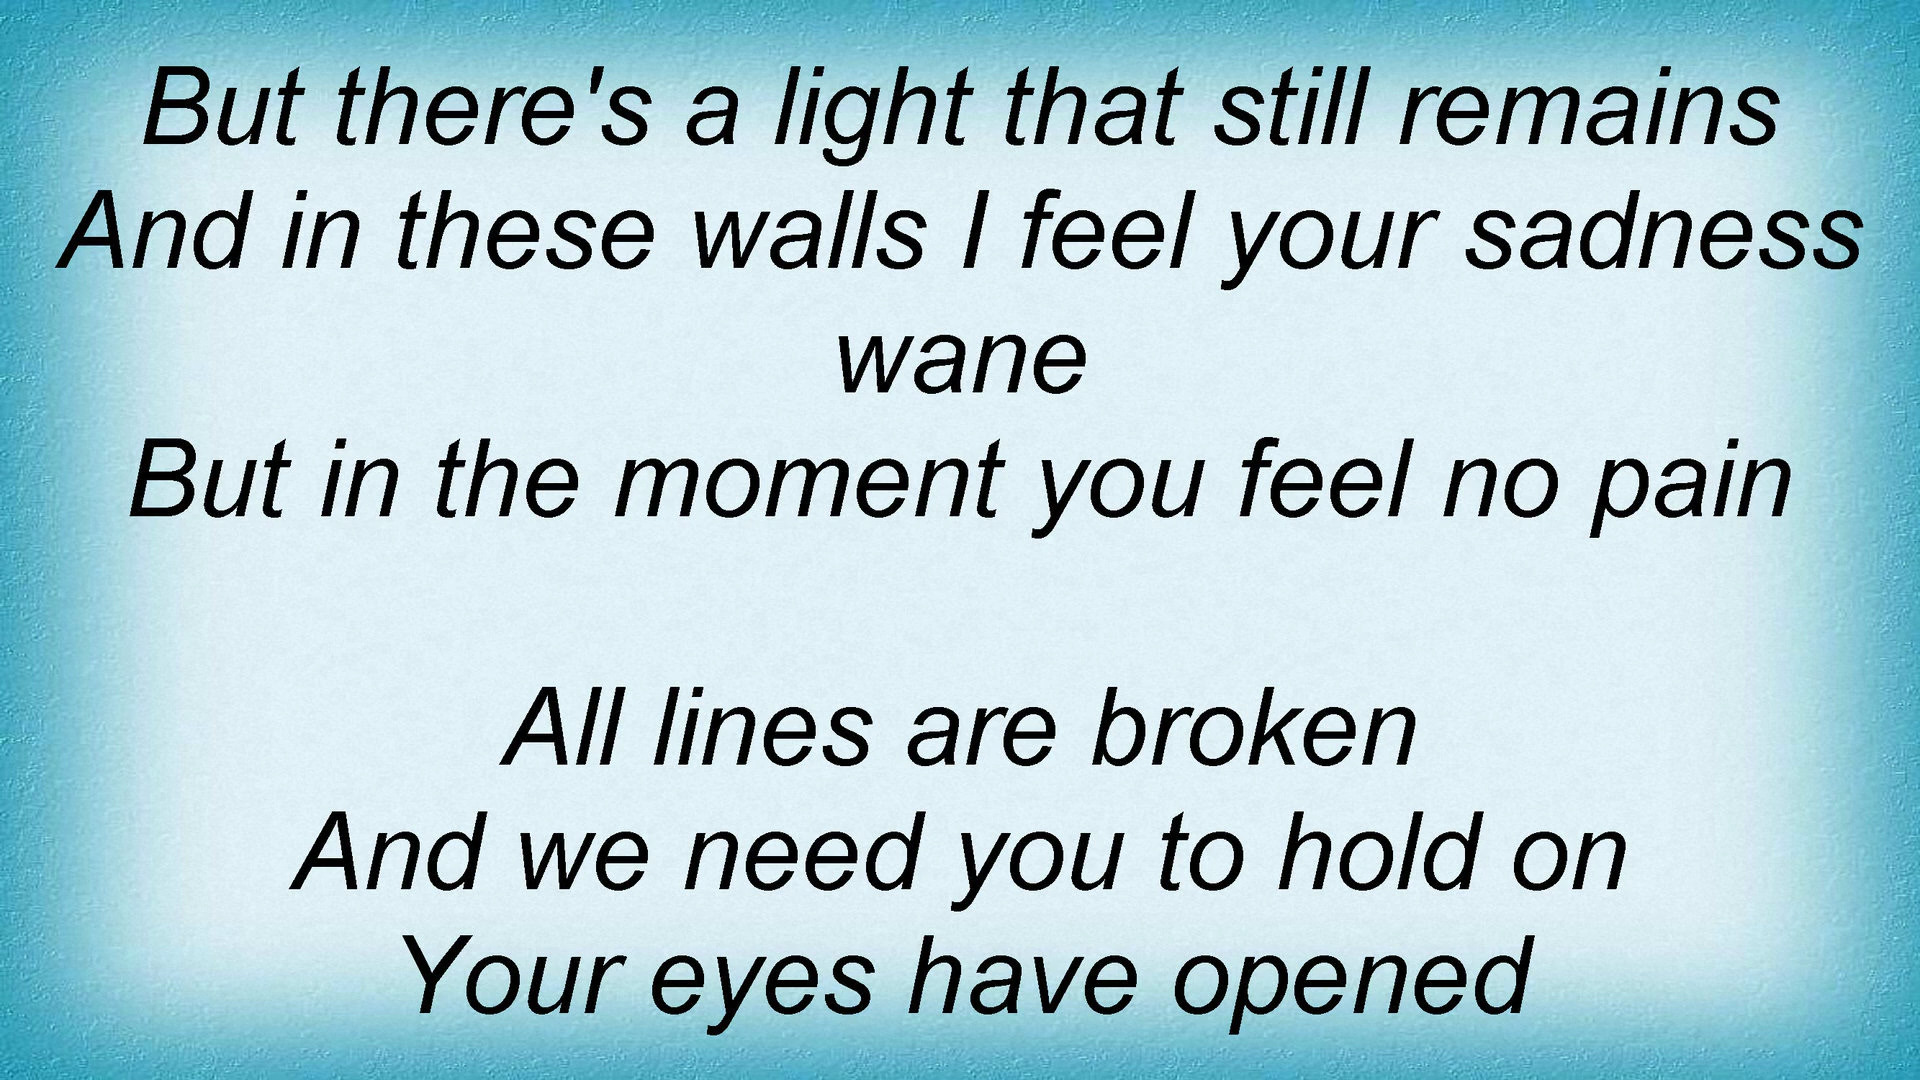 But there's a light that still remains
And in these walls I feel your sadness
wane
But in the moment you feel no pain
All lines are broken
And we need you to hold on
Your eyes have opened